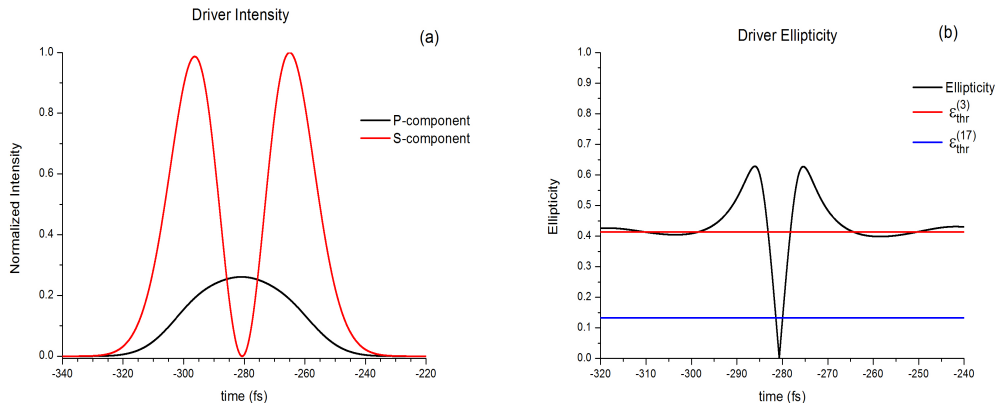 Driver Intensity
(a)
1.0
0.8
0.6
0.4
0.2
0.0
Normalized Intensity
P-component
S-component
-340 -320 -300 -280 -260 -240 -220
time (fs)
Driver Ellipticity
(b)
1.0
0.9
0.8
0.7
0.6
0.5
0.4
0.3
0.2
0.1
0.0
Ellipticity
Ellipticity
ε(3)thr
ε(17)thr
-320 -310 -300 -290 -280 -270 -260 -250 -240
time (fs)